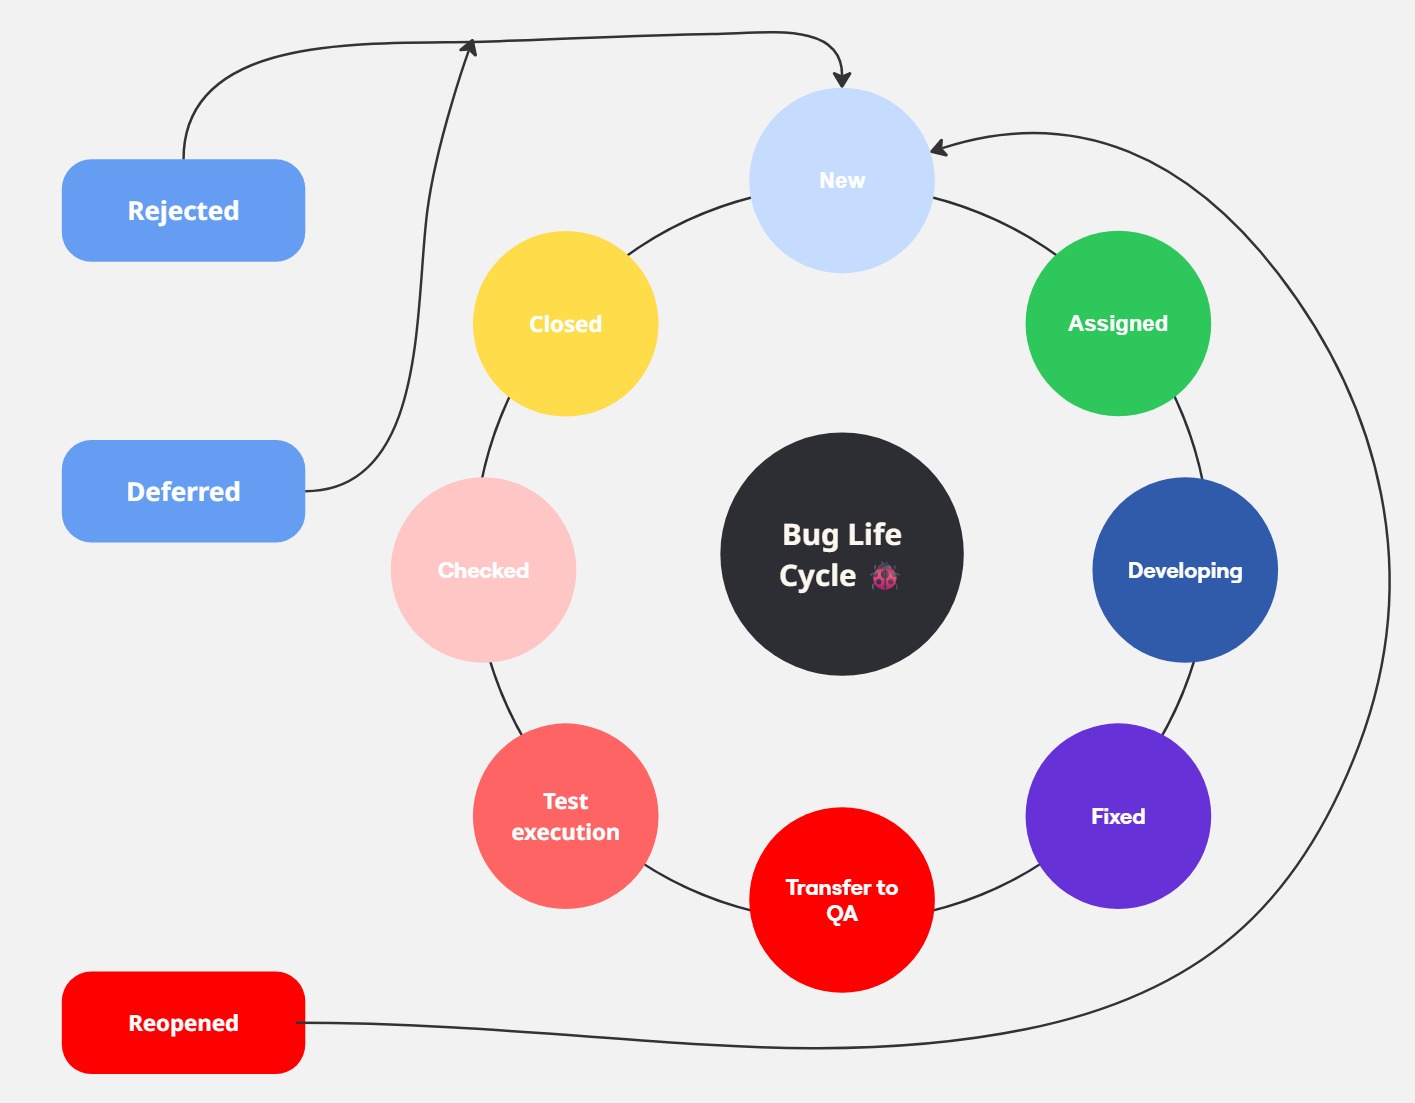 New
Rejected
Closed
Assigned
Deferred
Bug Life
Cycle 🐞
Checked
Developing
Test
execution
Fixed
Transfer to
QA
Reopened